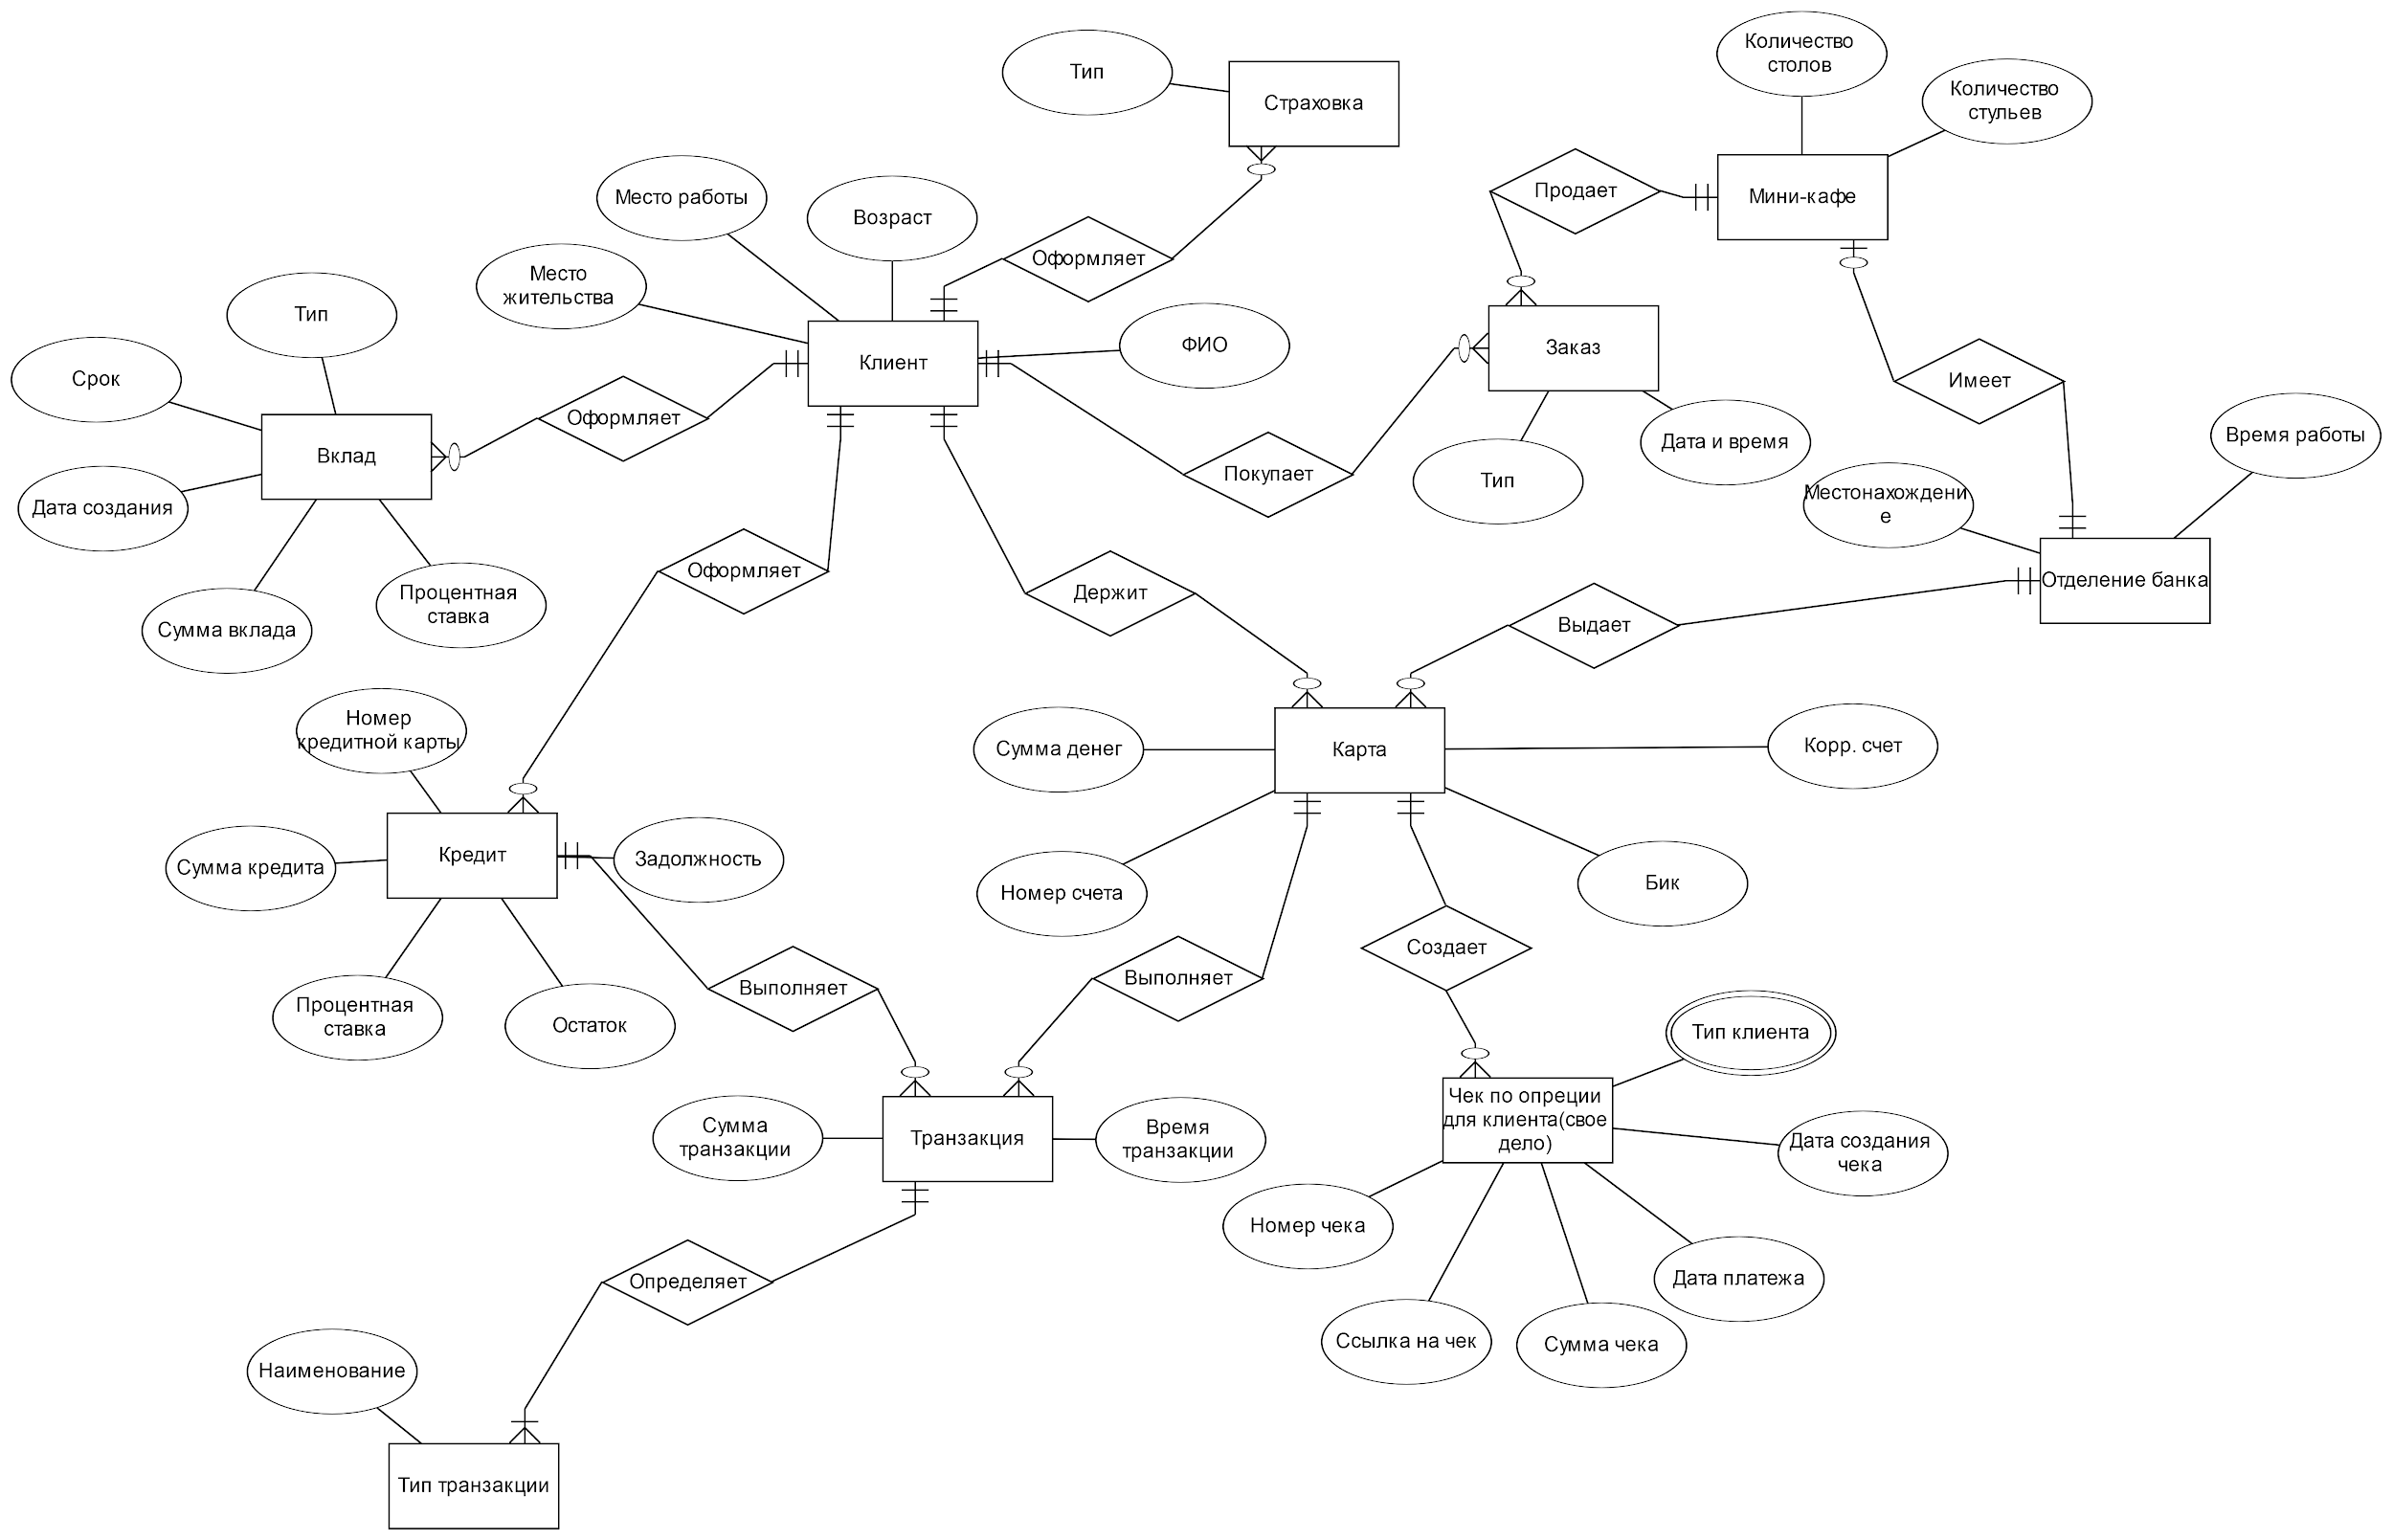 Количество
столов
Тип
Страховка
Количество
стульев
Место работы
Возраст
Продает
Мини-кафе
Место
жительства
Оформляет
Тип
Срок
Клиент
ФИО
Заказ
Имеет
Оформляет
Вклад
Покупает
Тип
Дата и время
Время работы
Местонахождени
е
Дата создания
Оформляет
Держит
Отделение банка
Сумма вклада
Процентная
ставка
Выдает
Номер
кредитной карты
Сумма денег
Карта
Корр. счет
Сумма кредита
Кредит
Задолжность
Номер счета
Бик
Процентная
ставка
Остаток
Выполняет
Выполняет
Создает
Тип клиента
Сумма
транзакции
Транзакция
Время
транзакции
Чек по опреции
для клиента(свое
дело)
Дата создания
чека
Номер чека
Определяет
Дата платежа
Ссылка на чек
Сумма чека
Наименование
Тип транзакции